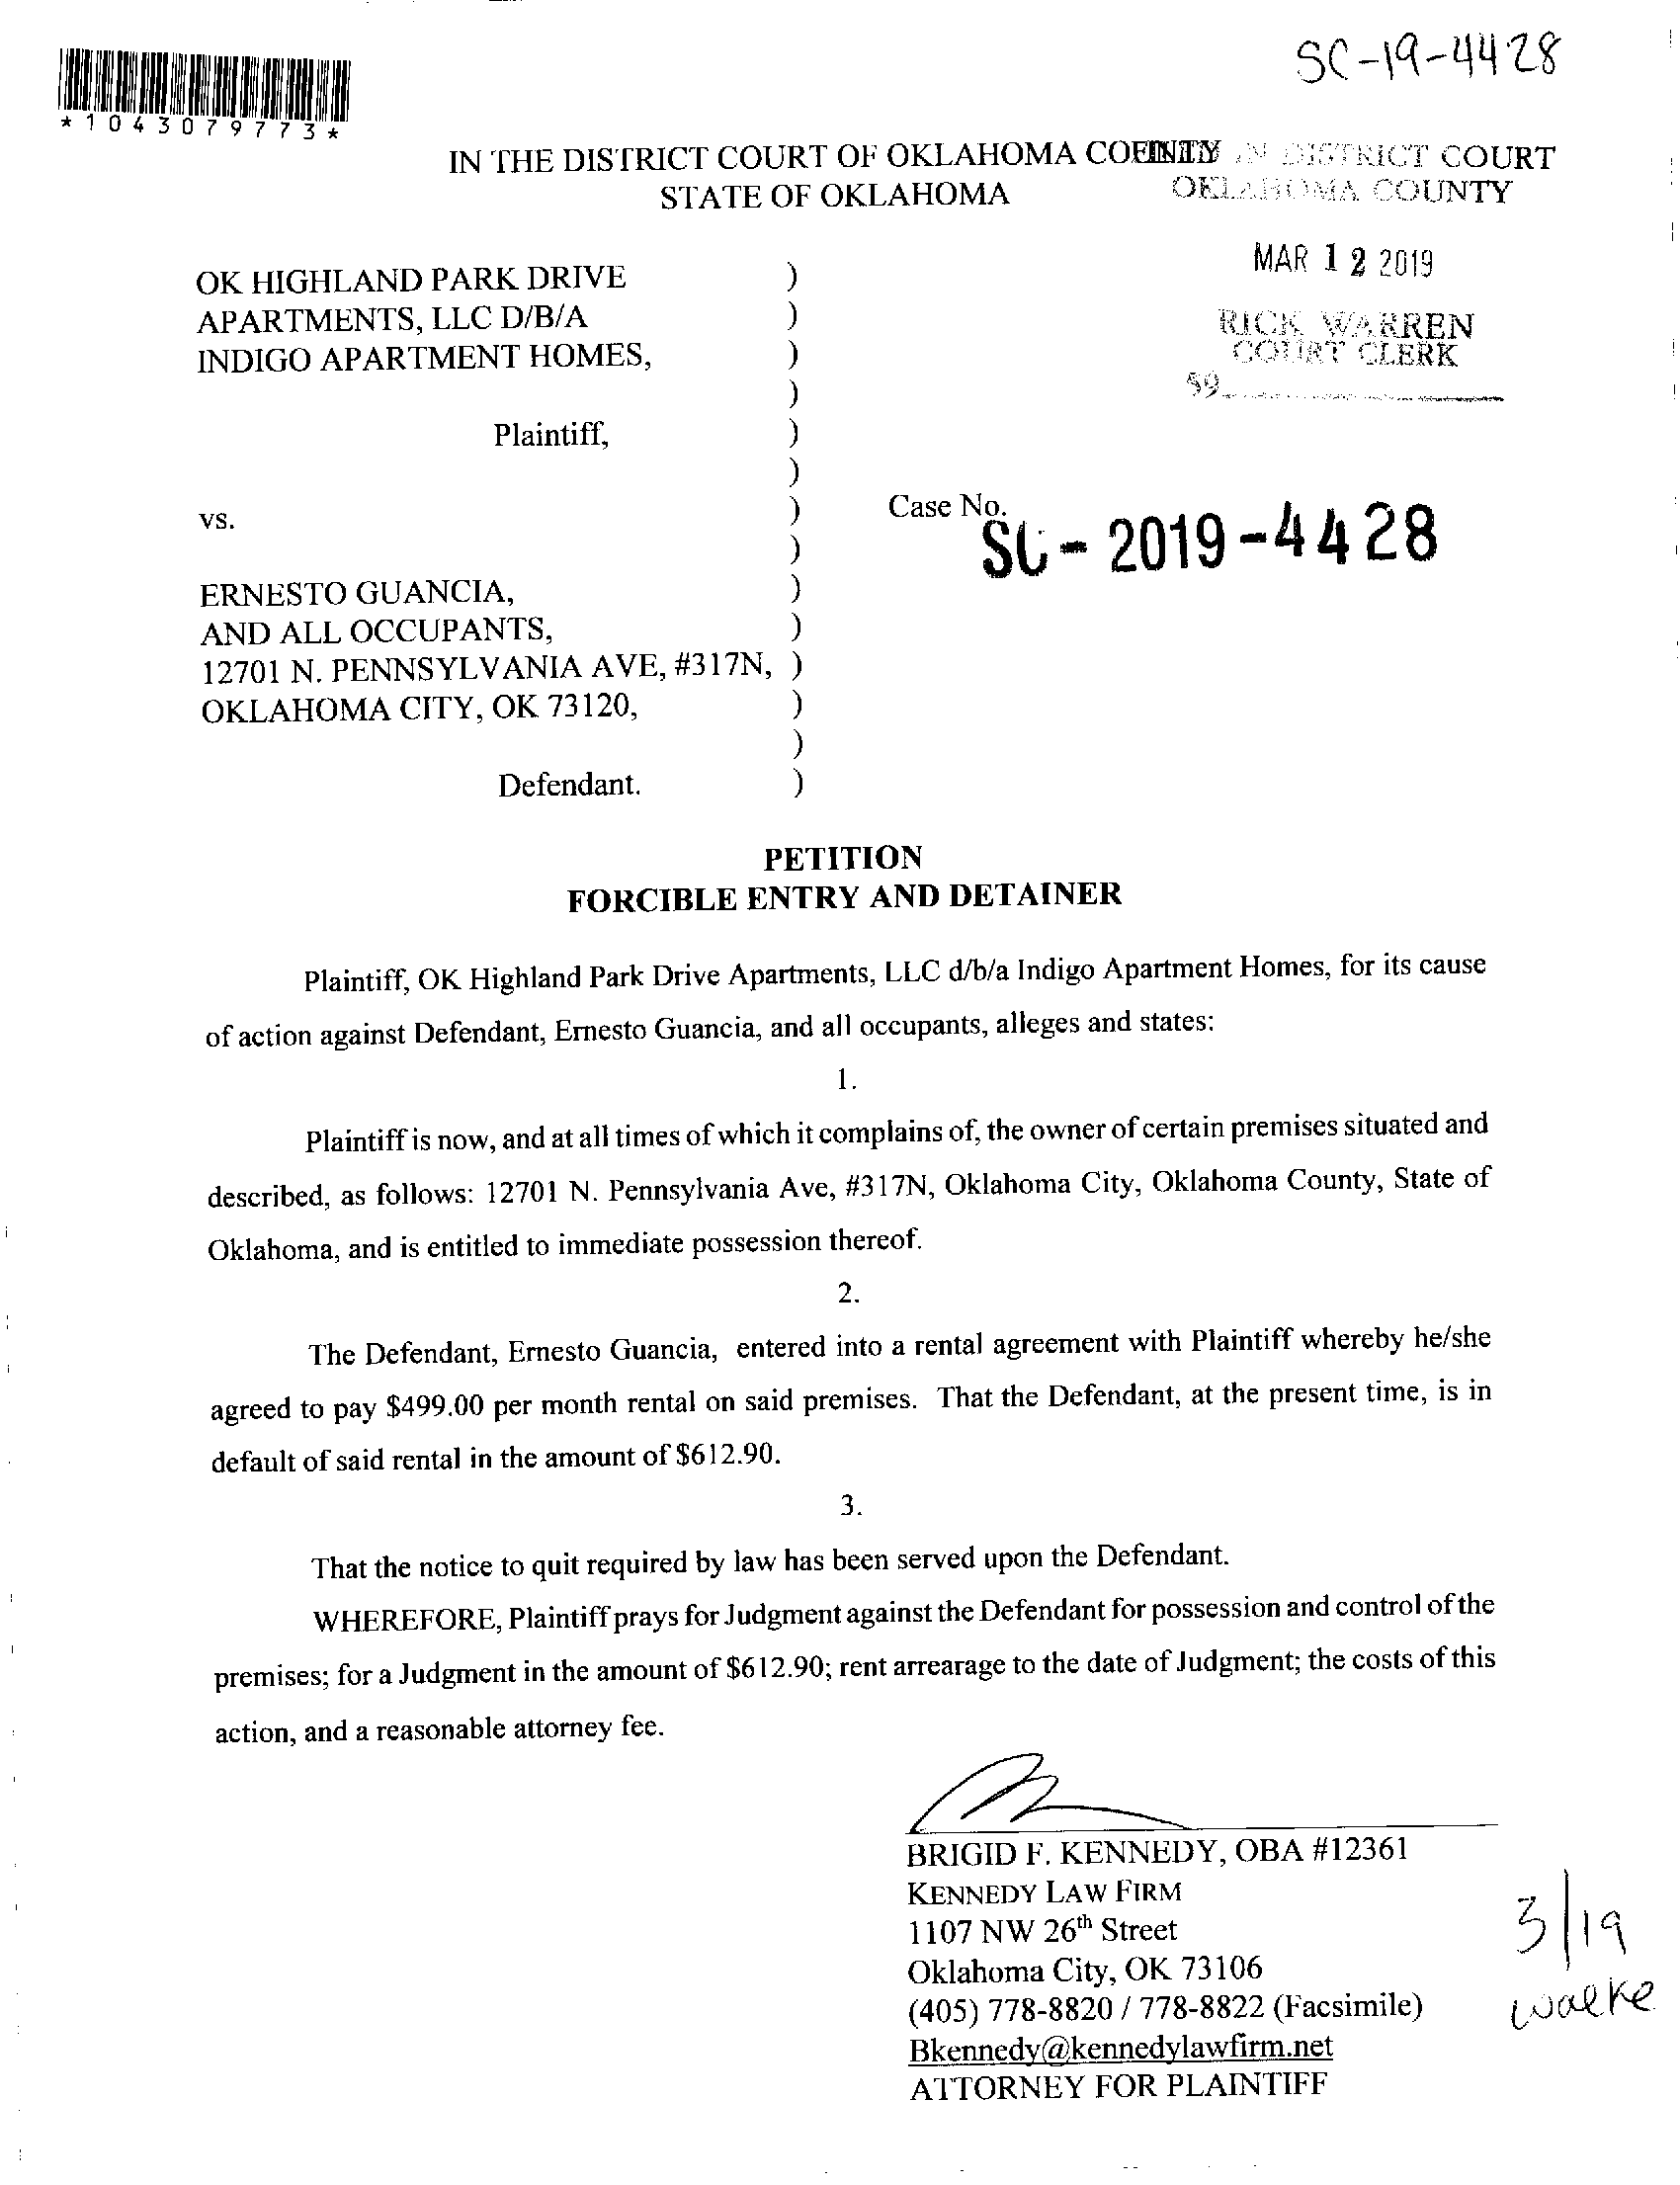 SC-19-4428
*1043079773*
IN THE DISTRICT COURT OF OKLAHOMA COUNTY
STATE OF OKLAHOMA
FILED IN DISTRICT COURT
OKLAHOMA COUNTY
MAR 12 2019
RICK WARREN
COURT CLERK
59
OK HIGHLAND PARK DRIVE )
APARTMENTS, LLC D/B/A )
INDIGO APARTMENT HOMES, )
)
Plaintiff, )
)
vs. )
)
Case No.
SC-2019-4428
ERNESTO GUANCIA, )
AND ALL OCCUPANTS, )
12701 N. PENNSYLVANIA AVE, #317N, )
OKLAHOMA CITY, OK 73120, )
)
Defendant. )
PETITION
FORCIBLE ENTRY AND DETAINER
Plaintiff, OK Highland Park Drive Apartments, LLC d/b/a Indigo Apartment Homes, for its cause
of action against Defendant, Ernesto Guancia, and all occupants, alleges and states:
1.
Plaintiff is now, and at all times of which it complains of, the owner of certain premises situated and
described, as follows: 12701 N. Pennsylvania Ave, #317N, Oklahoma City, Oklahoma County, State of
Oklahoma, and is entitled to immediate possession thereof.
2.
The Defendant, Ernesto Guancia, entered into a rental agreement with Plaintiff whereby he/she
agreed to pay $499.00 per month rental on said premises. That the Defendant, at the present time, is in
default of said rental in the amount of $612.90.
3.
That the notice to quit required by law has been served upon the Defendant.
WHEREFORE, Plaintiff prays for Judgment against the Defendant for possession and control of the
premises; for a Judgment in the amount of $612.90; rent arrearage to the date of Judgment; the costs of this
action, and a reasonable attorney fee.
BRIGID F. KENNEDY, OBA #12361
KENNEDY LAW FIRM
1107 NW 26th Street
Oklahoma City, OK 73106
(405) 778-8820 / 778-8822 (Facsimile)
Bkennedy@kennedylawfirm.net
ATTORNEY FOR PLAINTIFF
3/19
walke